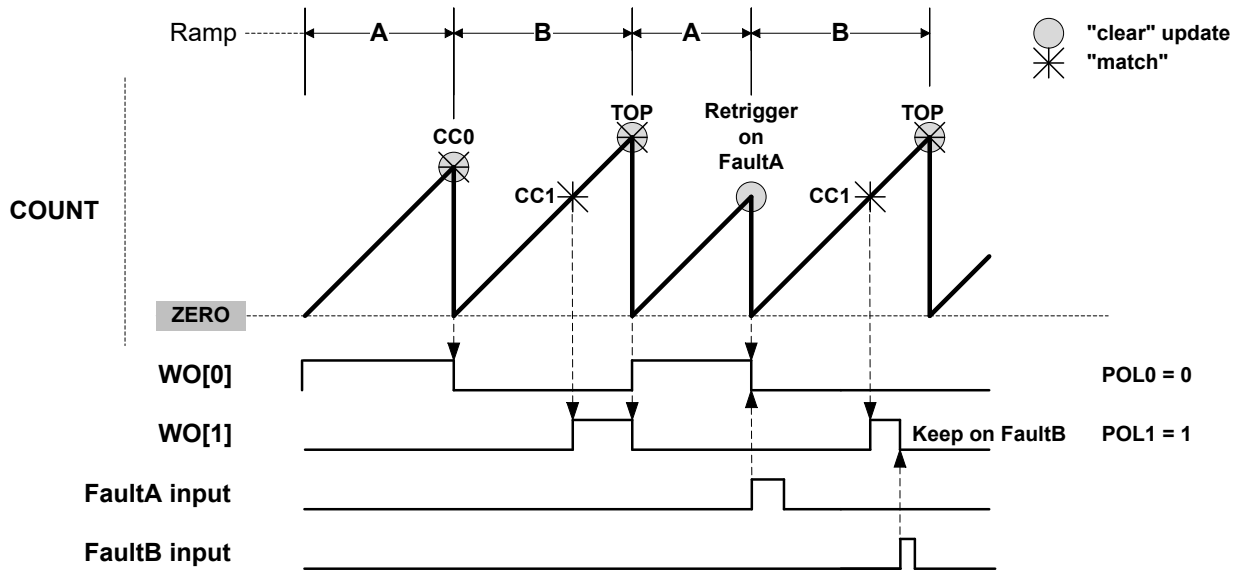 Ramp
A
B
A
B
"clear" update
"match"
CC0
TOP
Retrigger
on
FaultA
TOP
CC1
CC1
COUNT
ZERO
WO[0]
POL0 = 0
WO[1]
Keep on FaultB
POL1 = 1
FaultA input
FaultB input